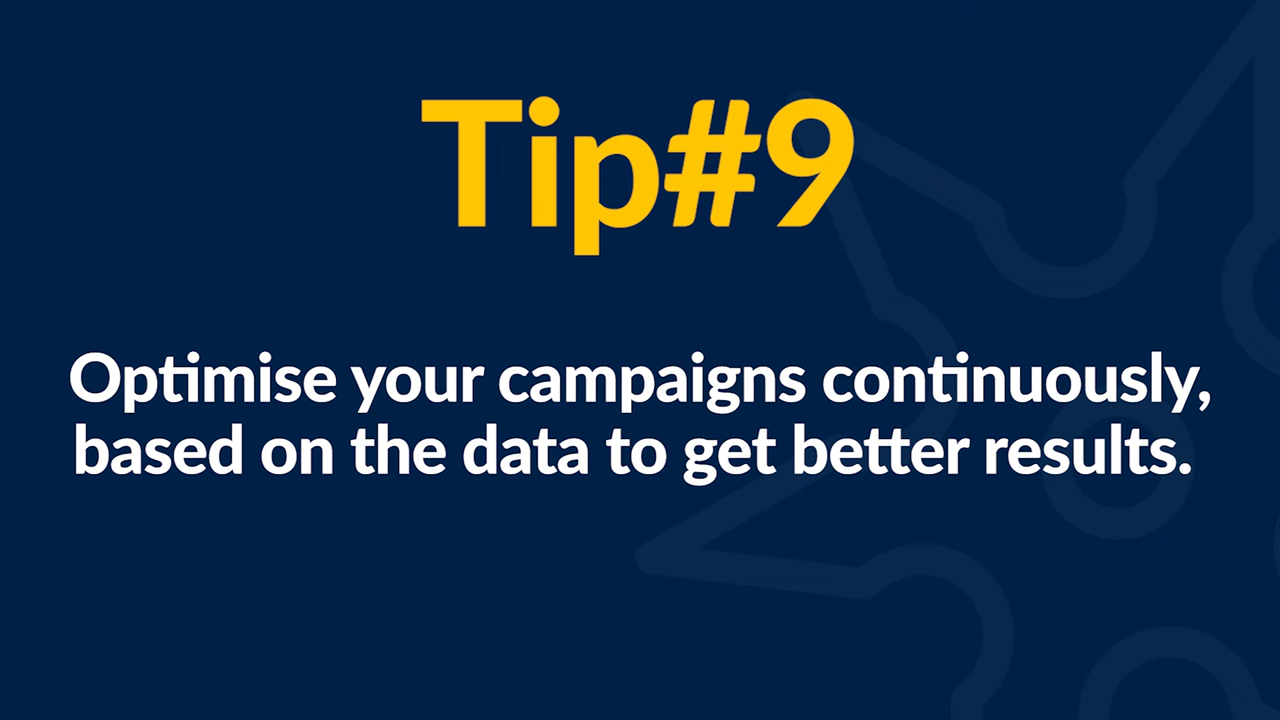 Tip#9
Optimise your campaigns continuously,
based on the data to get better results.